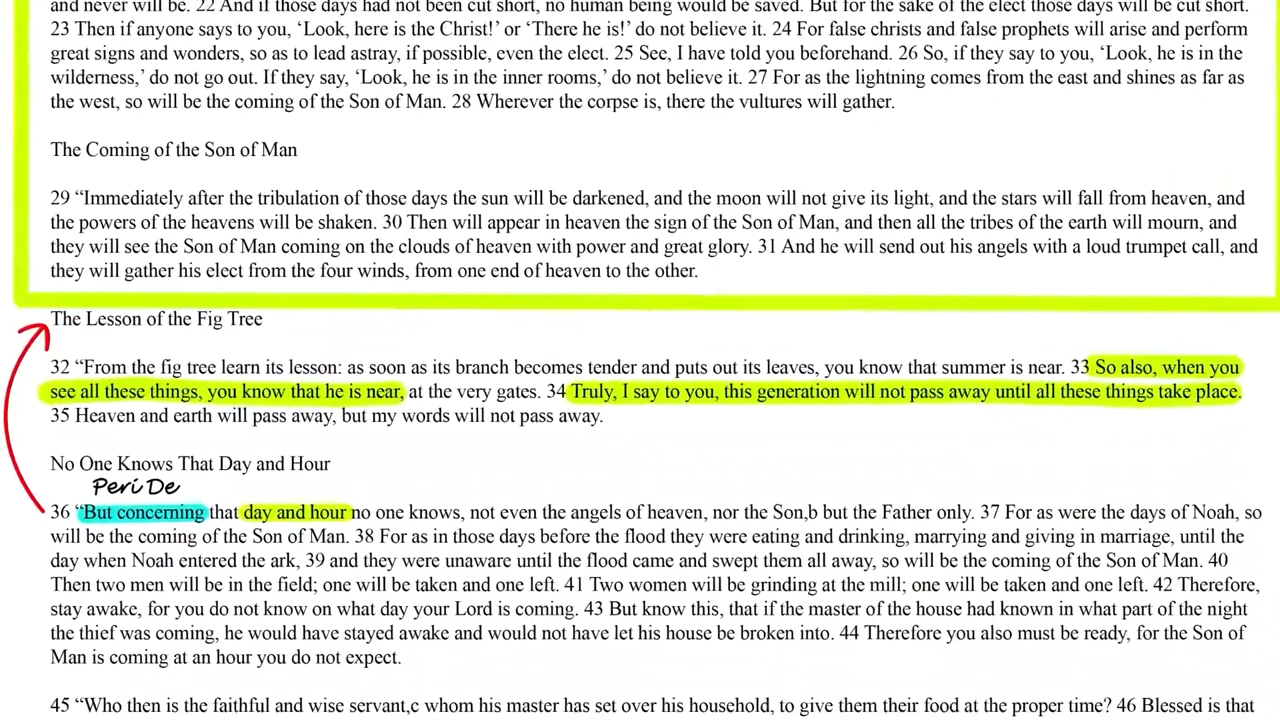 and never will be. 22 And if those days had not been cut short, no human being would be saved. But for the sake of the elect those days will be cut short.
23 Then if anyone says to you, ‘Look, here is the Christ!’ or ‘There he is!’ do not believe it. 24 For false christs and false prophets will arise and perform
great signs and wonders, so as to lead astray, if possible, even the elect. 25 See, I have told you beforehand. 26 So, if they say to you, ‘Look, he is in the
wilderness,’ do not go out. If they say, ‘Look, he is in the inner rooms,’ do not believe it. 27 For as the lightning comes from the east and shines as far as
the west, so will be the coming of the Son of Man. 28 Wherever the corpse is, there the vultures will gather.
The Coming of the Son of Man
29 “Immediately after the tribulation of those days the sun will be darkened, and the moon will not give its light, and the stars will fall from heaven, and
the powers of the heavens will be shaken. 30 Then will appear in heaven the sign of the Son of Man, and then all the tribes of the earth will mourn, and
they will see the Son of Man coming on the clouds of heaven with power and great glory. 31 And he will send out his angels with a loud trumpet call, and
they will gather his elect from the four winds, from one end of heaven to the other.
The Lesson of the Fig Tree
32 “From the fig tree learn its lesson: as soon as its branch becomes tender and puts out its leaves, you know that summer is near. 33 So also, when you
see all these things, you know that he is near, at the very gates. 34 Truly, I say to you, this generation will not pass away until all these things take place.
35 Heaven and earth will pass away, but my words will not pass away.
No One Knows That Day and Hour
Peri De
36 “But concerning that day and hour no one knows, not even the angels of heaven, nor the Son,b but the Father only. 37 For as were the days of Noah, so
will be the coming of the Son of Man. 38 For as in those days before the flood they were eating and drinking, marrying and giving in marriage, until the
day when Noah entered the ark, 39 and they were unaware until the flood came and swept them all away, so will be the coming of the Son of Man. 40
Then two men will be in the field; one will be taken and one left. 41 Two women will be grinding at the mill; one will be taken and one left. 42 Therefore,
stay awake, for you do not know on what day your Lord is coming. 43 But know this, that if the master of the house had known in what part of the night
the thief was coming, he would have stayed awake and would not have let his house be broken into. 44 Therefore you also must be ready, for the Son of
Man is coming at an hour you do not expect.
45 “Who then is the faithful and wise servant,c whom his master has set over his household, to give them their food at the proper time? 46 Blessed is that